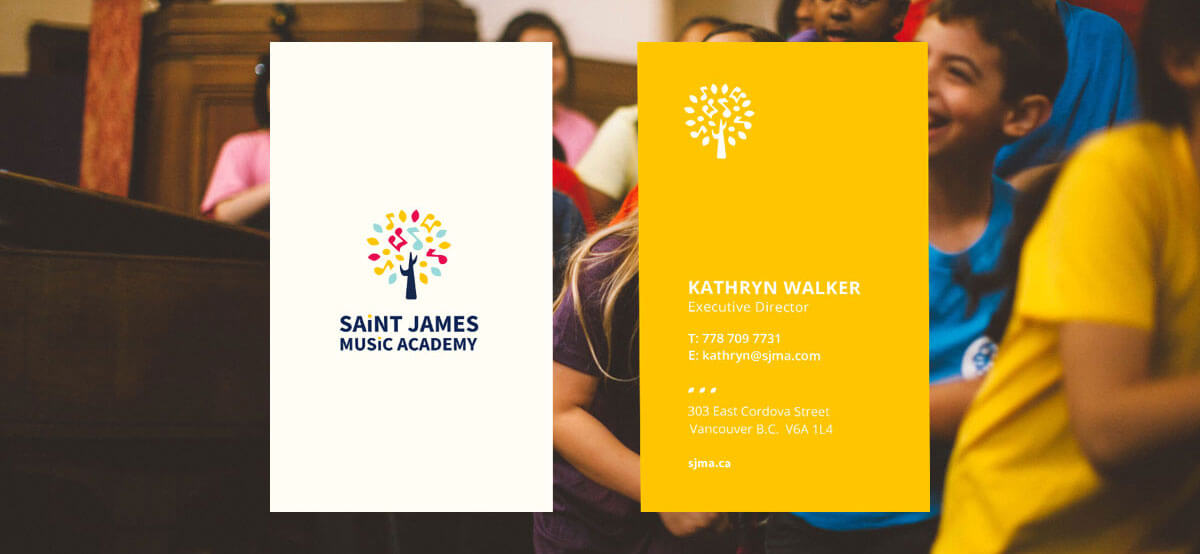 SAiNT JAMES
MUSiC ACADEMY
KATHRYN WALKER
Executive Director
T: 778 709 7731
E: kathryn@sjma.com
303 East Cordova Street
Vancouver B.C. V6A 1L4
sjma.ca